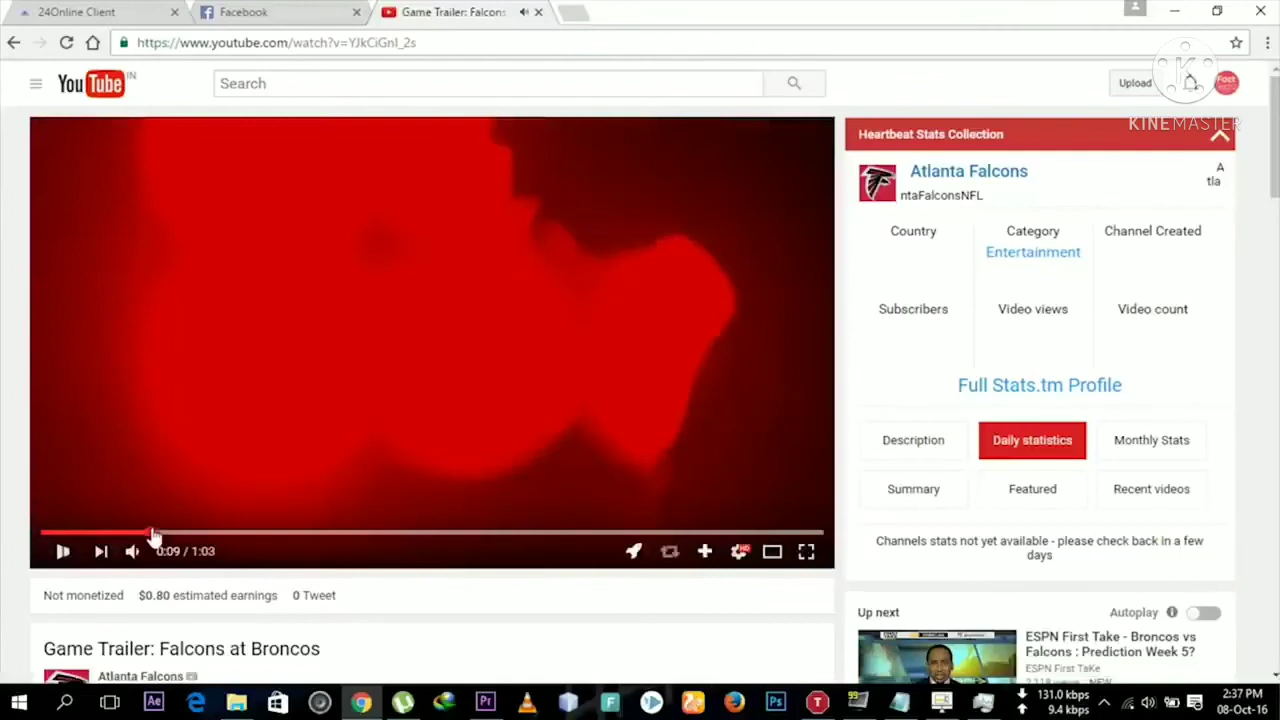 24Online Client
Facebook
Game Trailer: Falcons
https://www.youtube.com/watch?v=YJkCiGnI_2s
YouTube IN
Search
Upload
KINEMASTER
Heartbeat Stats Collection
Atlanta Falcons
A
tla
ntaFalconsNFL
Country
Category
Channel Created
Entertainment
Subscribers
Video views
Video count
Full Stats.tm Profile
Description
Daily statistics
Monthly Stats
Summary
Featured
Recent videos
Channels stats not yet available - please check back in a few
days
0:09 / 1:03
HD
Not monetized
$0.80 estimated earnings
0 Tweet
Game Trailer: Falcons at Broncos
Atlanta Falcons
Up next
Autoplay
ESPN First Take - Broncos vs
Falcons : Prediction Week 5?
ESPN First TaKe
Ae
Pr
F
Ps
T
131.0 kbps
9.4 kbps
2:37 PM
08-Oct-16